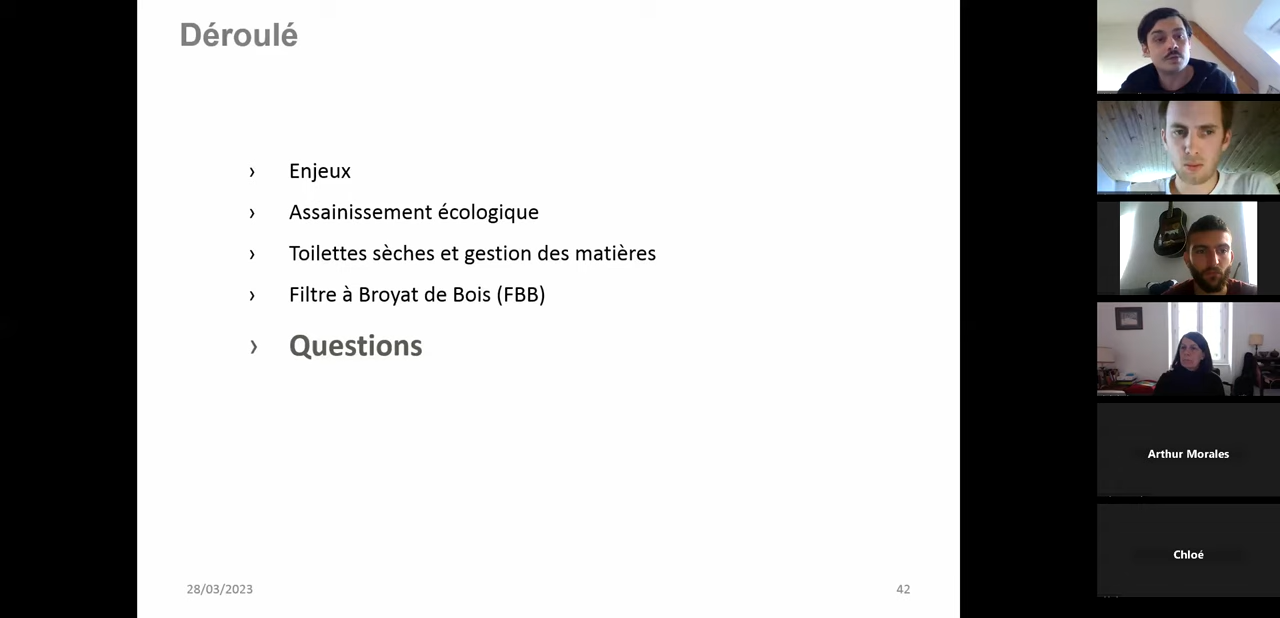 Déroulé
› Enjeux
› Assainissement écologique
› Toilettes sèches et gestion des matières
› Filtre à Broyat de Bois (FBB)
› Questions
28/03/2023
42
Arthur Morales
Chloé